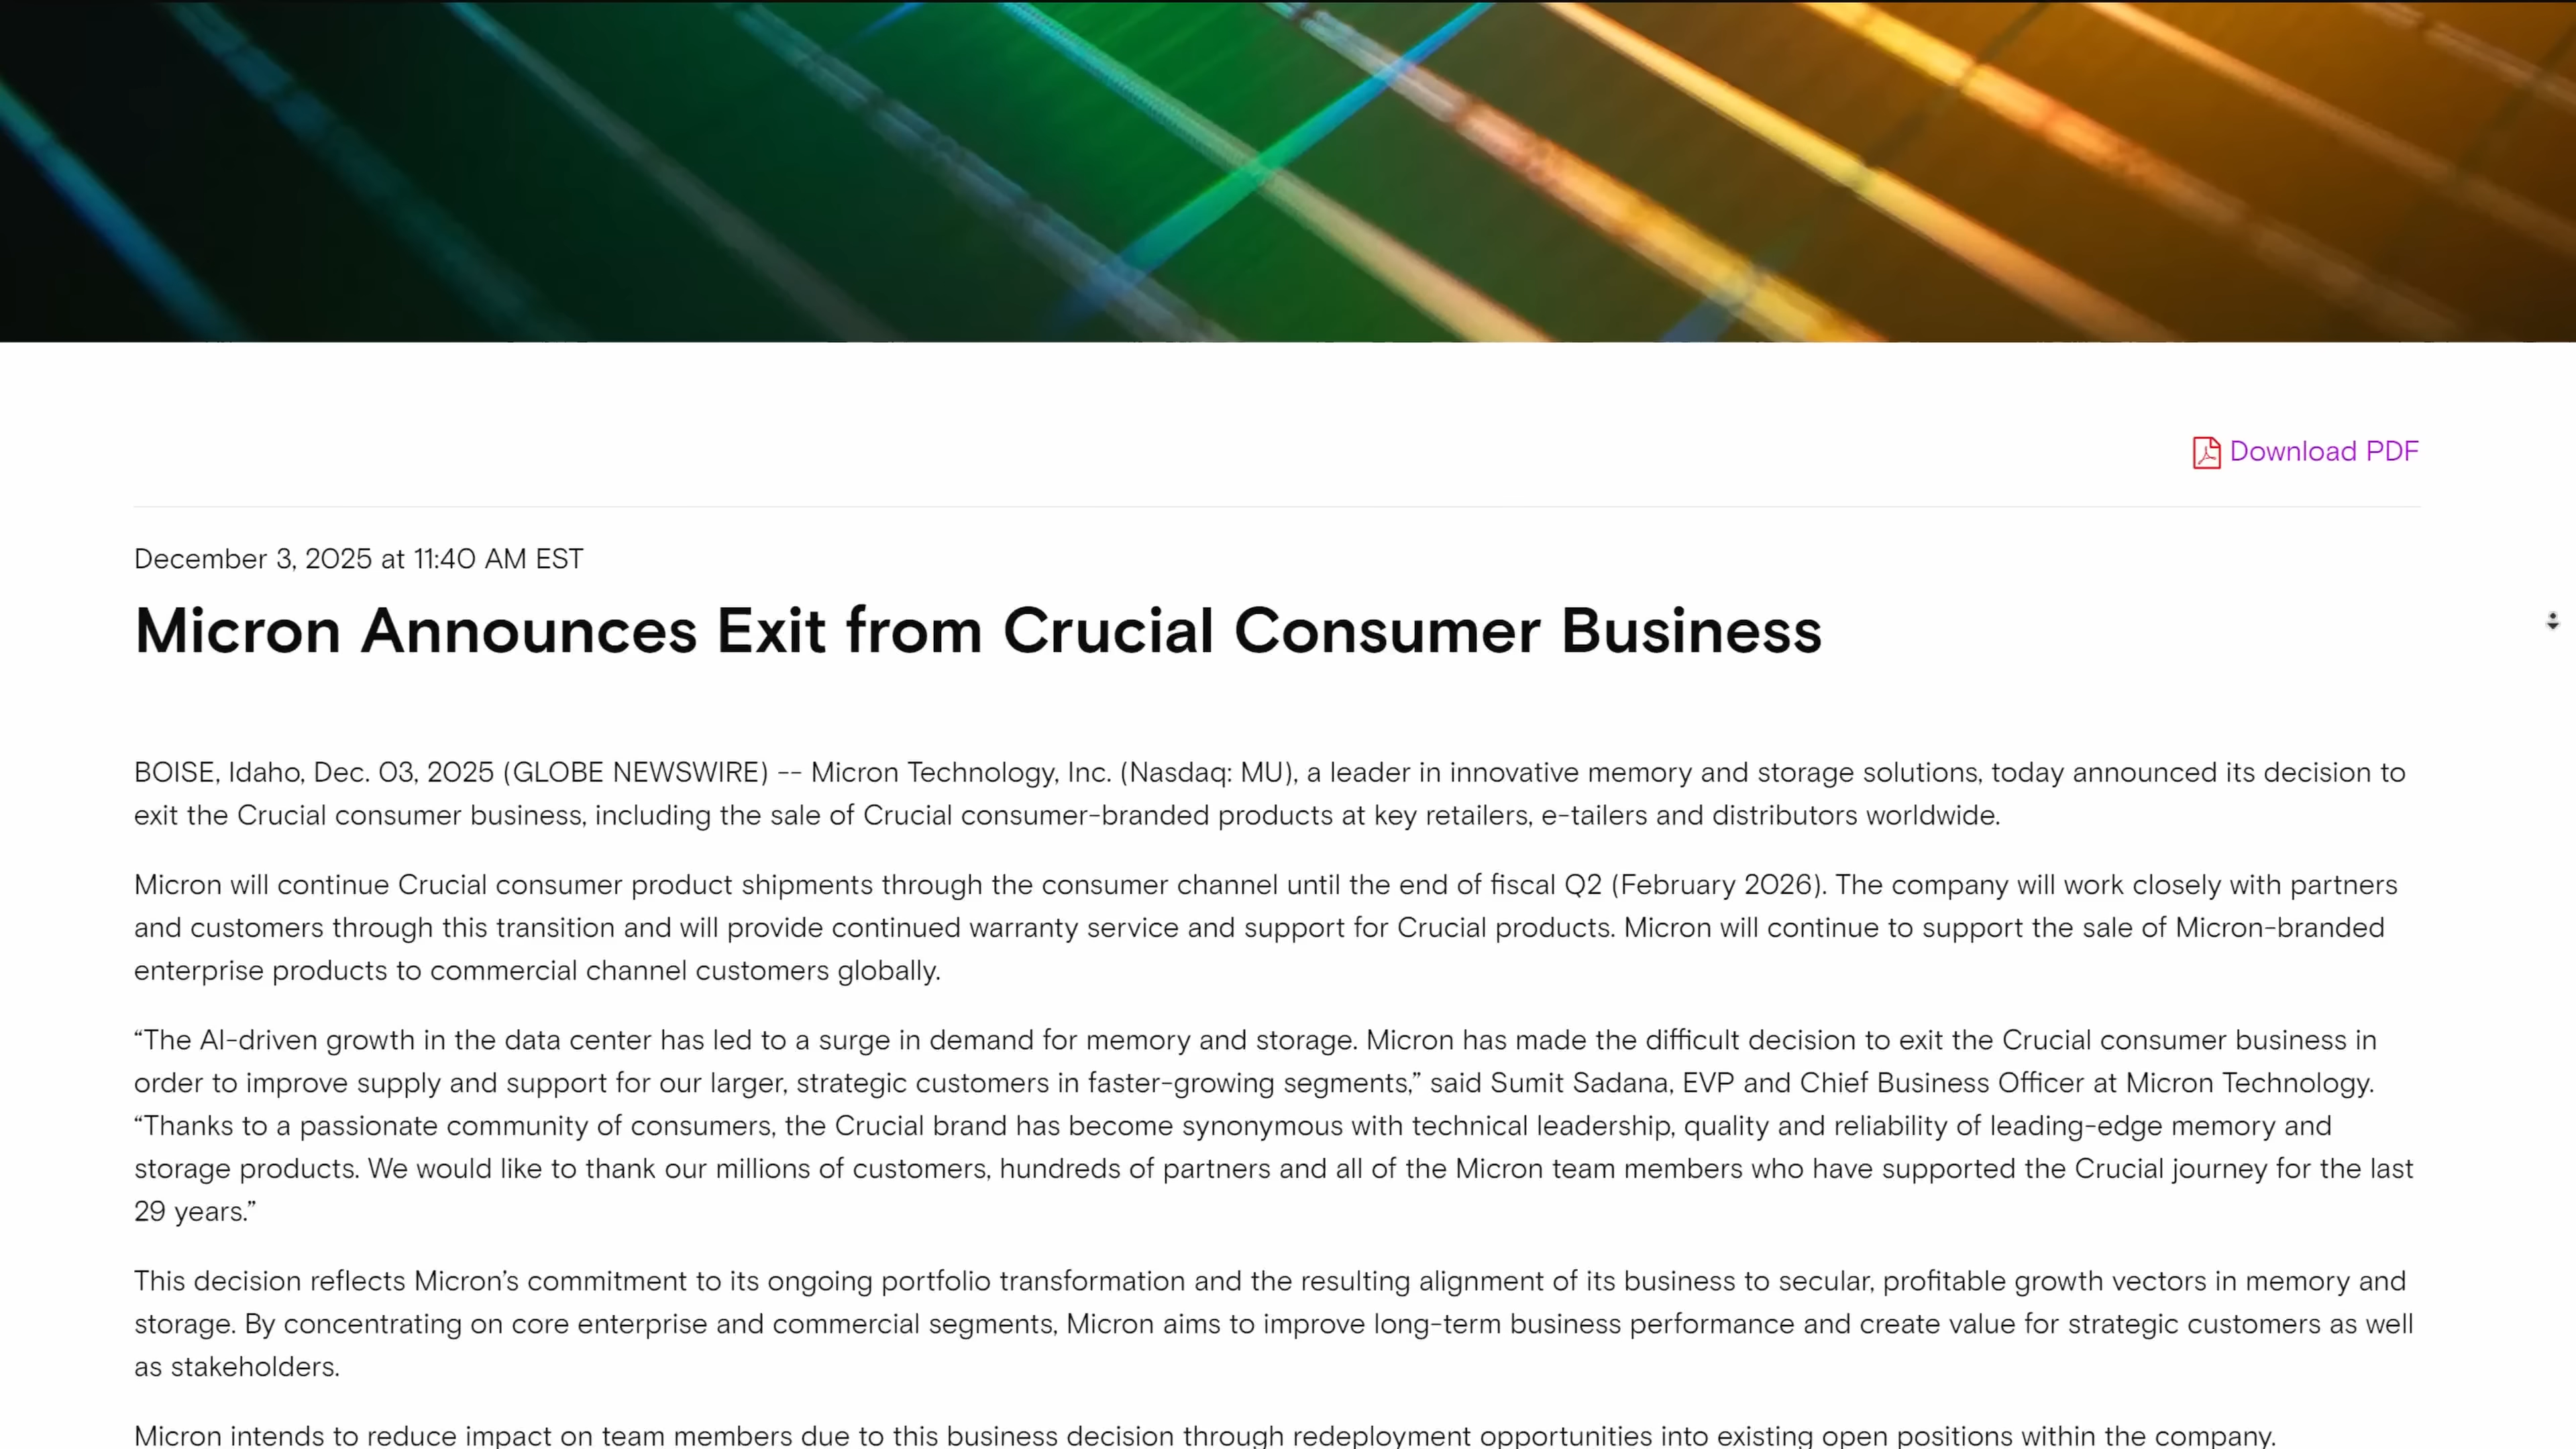 Download PDF
December 3, 2025 at 11:40 AM EST
Micron Announces Exit from Crucial Consumer Business
BOISE, Idaho, Dec. 03, 2025 (GLOBE NEWSWIRE) -- Micron Technology, Inc. (Nasdaq: MU), a leader in innovative memory and storage solutions, today announced its decision to
exit the Crucial consumer business, including the sale of Crucial consumer-branded products at key retailers, e-tailers and distributors worldwide.
Micron will continue Crucial consumer product shipments through the consumer channel until the end of fiscal Q2 (February 2026). The company will work closely with partners
and customers through this transition and will provide continued warranty service and support for Crucial products. Micron will continue to support the sale of Micron-branded
enterprise products to commercial channel customers globally.
“The AI-driven growth in the data center has led to a surge in demand for memory and storage. Micron has made the difficult decision to exit the Crucial consumer business in
order to improve supply and support for our larger, strategic customers in faster-growing segments,” said Sumit Sadana, EVP and Chief Business Officer at Micron Technology.
“Thanks to a passionate community of consumers, the Crucial brand has become synonymous with technical leadership, quality and reliability of leading-edge memory and
storage products. We would like to thank our millions of customers, hundreds of partners and all of the Micron team members who have supported the Crucial journey for the last
29 years.”
This decision reflects Micron’s commitment to its ongoing portfolio transformation and the resulting alignment of its business to secular, profitable growth vectors in memory and
storage. By concentrating on core enterprise and commercial segments, Micron aims to improve long-term business performance and create value for strategic customers as well
as stakeholders.
Micron intends to reduce impact on team members due to this business decision through redeployment opportunities into existing open positions within the company.